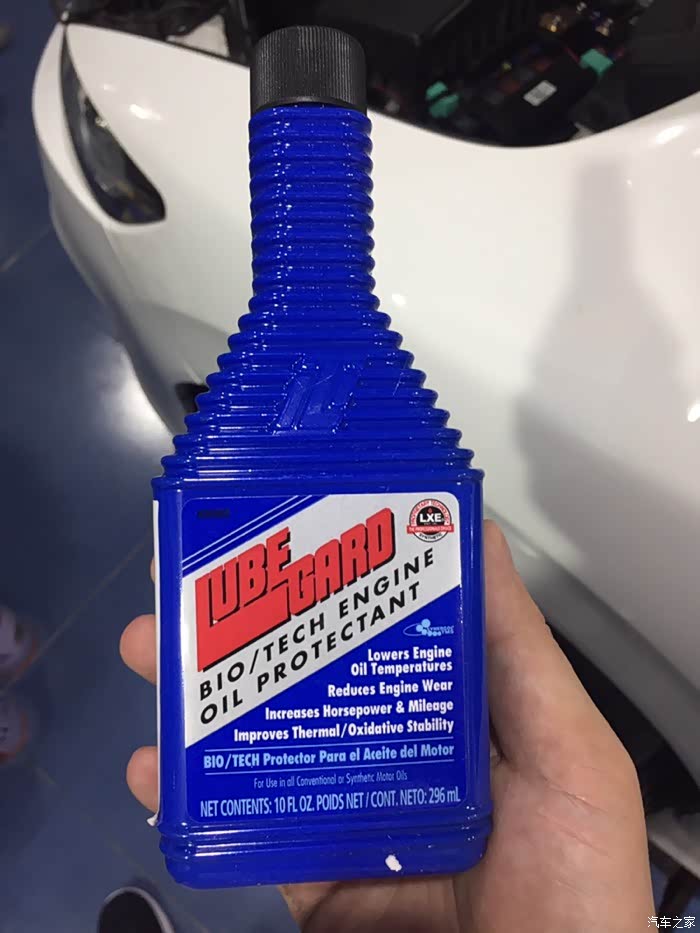 LXE
LUBE
GARD
BIO/TECH ENGINE
OIL PROTECTANT
Lowers Engine
Oil Temperatures
Reduces Engine Wear
Increases Horsepower & Mileage
Improves Thermal/Oxidative Stability
BIO/TECH Protector Para el Aceite del Motor
For Use in all Conventional or Synthetic Motor Oils
NET CONTENTS: 10 FL OZ. POIDS NET / CONT. NETO: 296 mL
汽车之家